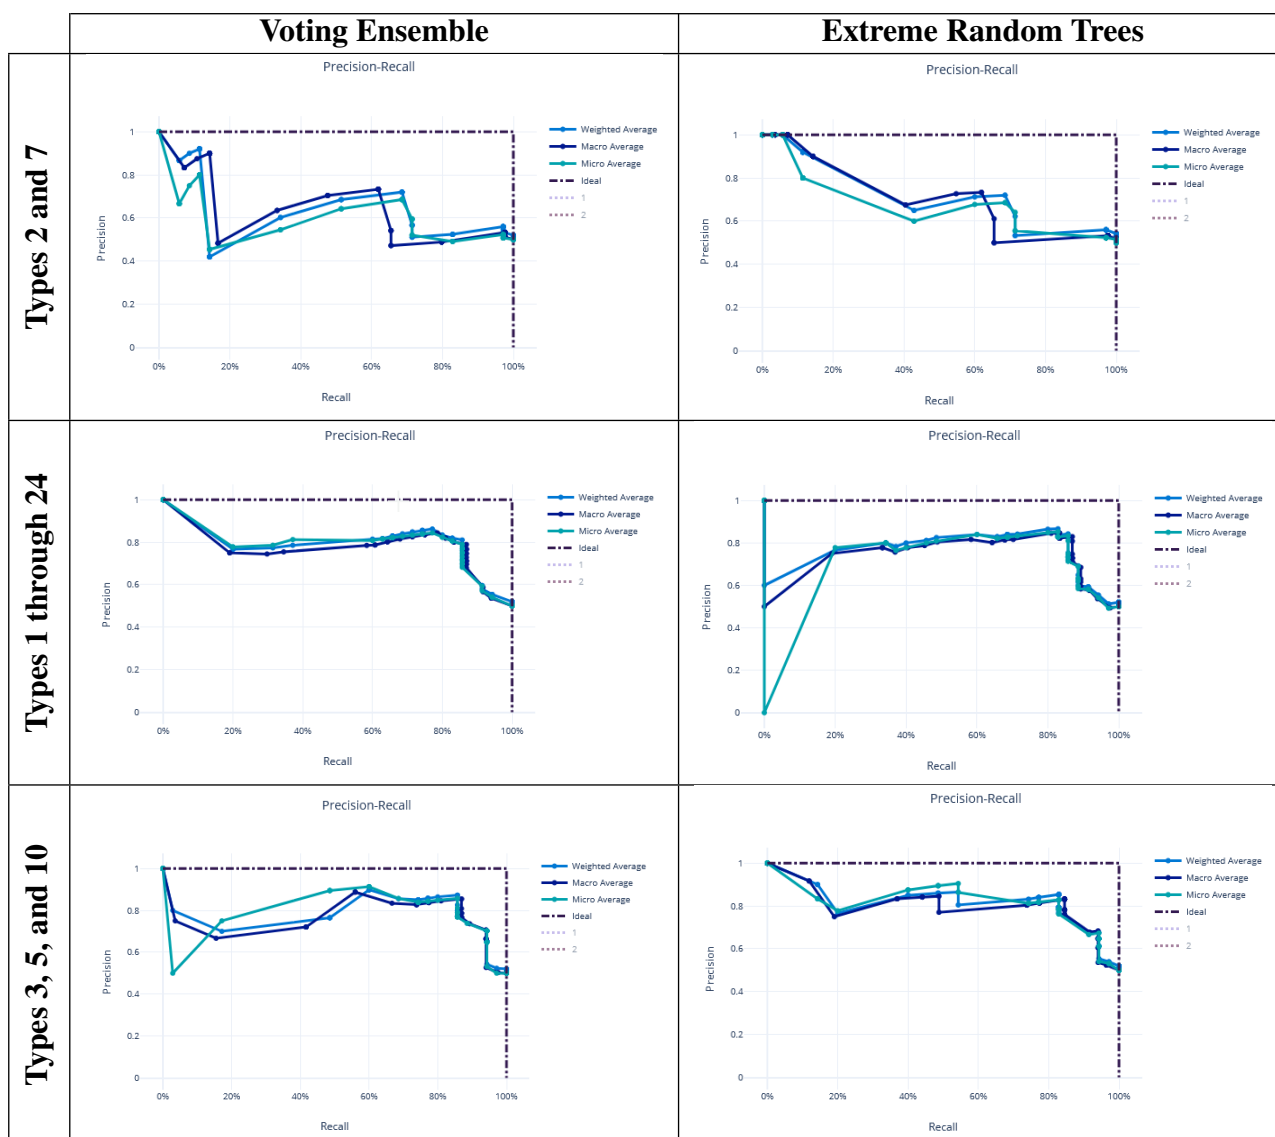 Voting Ensemble
Extreme Random Trees
Types 2 and 7
Precision-Recall
1
0.8
0.6
0.4
0.2
0
Precision
0%
20%
40%
60%
80%
100%
Recall
Weighted Average
Macro Average
Micro Average
Ideal
1
2
Precision-Recall
1
0.8
0.6
0.4
0.2
0
Precision
0%
20%
40%
60%
80%
100%
Recall
Weighted Average
Macro Average
Micro Average
Ideal
1
2
Types 1 through 24
Precision-Recall
1
0.8
0.6
0.4
0.2
0
Precision
0%
20%
40%
60%
80%
100%
Recall
Weighted Average
Macro Average
Micro Average
Ideal
1
2
Precision-Recall
1
0.8
0.6
0.4
0.2
0
Precision
0%
20%
40%
60%
80%
100%
Recall
Weighted Average
Macro Average
Micro Average
Ideal
1
2
Types 3, 5, and 10
Precision-Recall
1
0.8
0.6
0.4
0.2
0
Precision
0%
20%
40%
60%
80%
100%
Recall
Weighted Average
Macro Average
Micro Average
Ideal
1
2
Precision-Recall
1
0.8
0.6
0.4
0.2
0
Precision
0%
20%
40%
60%
80%
100%
Recall
Weighted Average
Macro Average
Micro Average
Ideal
1
2